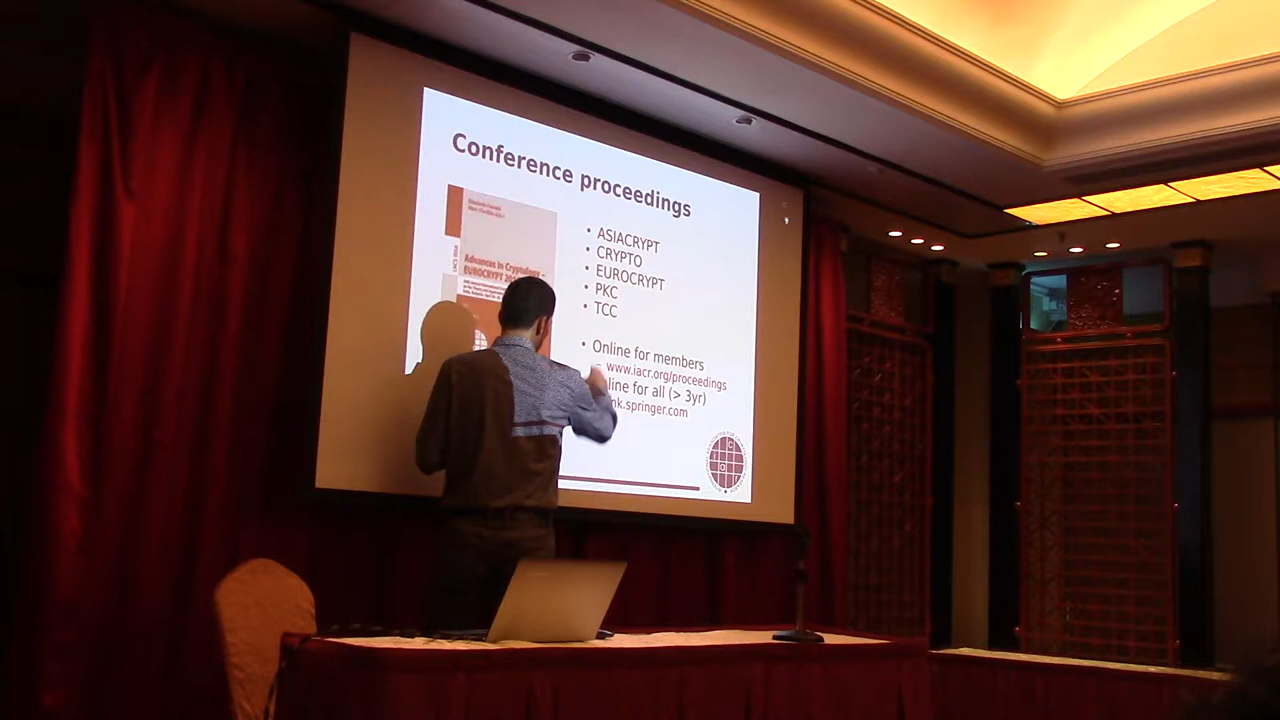 Conference proceedings
Advances in Cryptology –
EUROCRYPT
• ASIACRYPT
• CRYPTO
• EUROCRYPT
• PKC
• TCC
• Online for members
– www.iacr.org/proceedings
line for all (> 3yr)
nk.springer.com